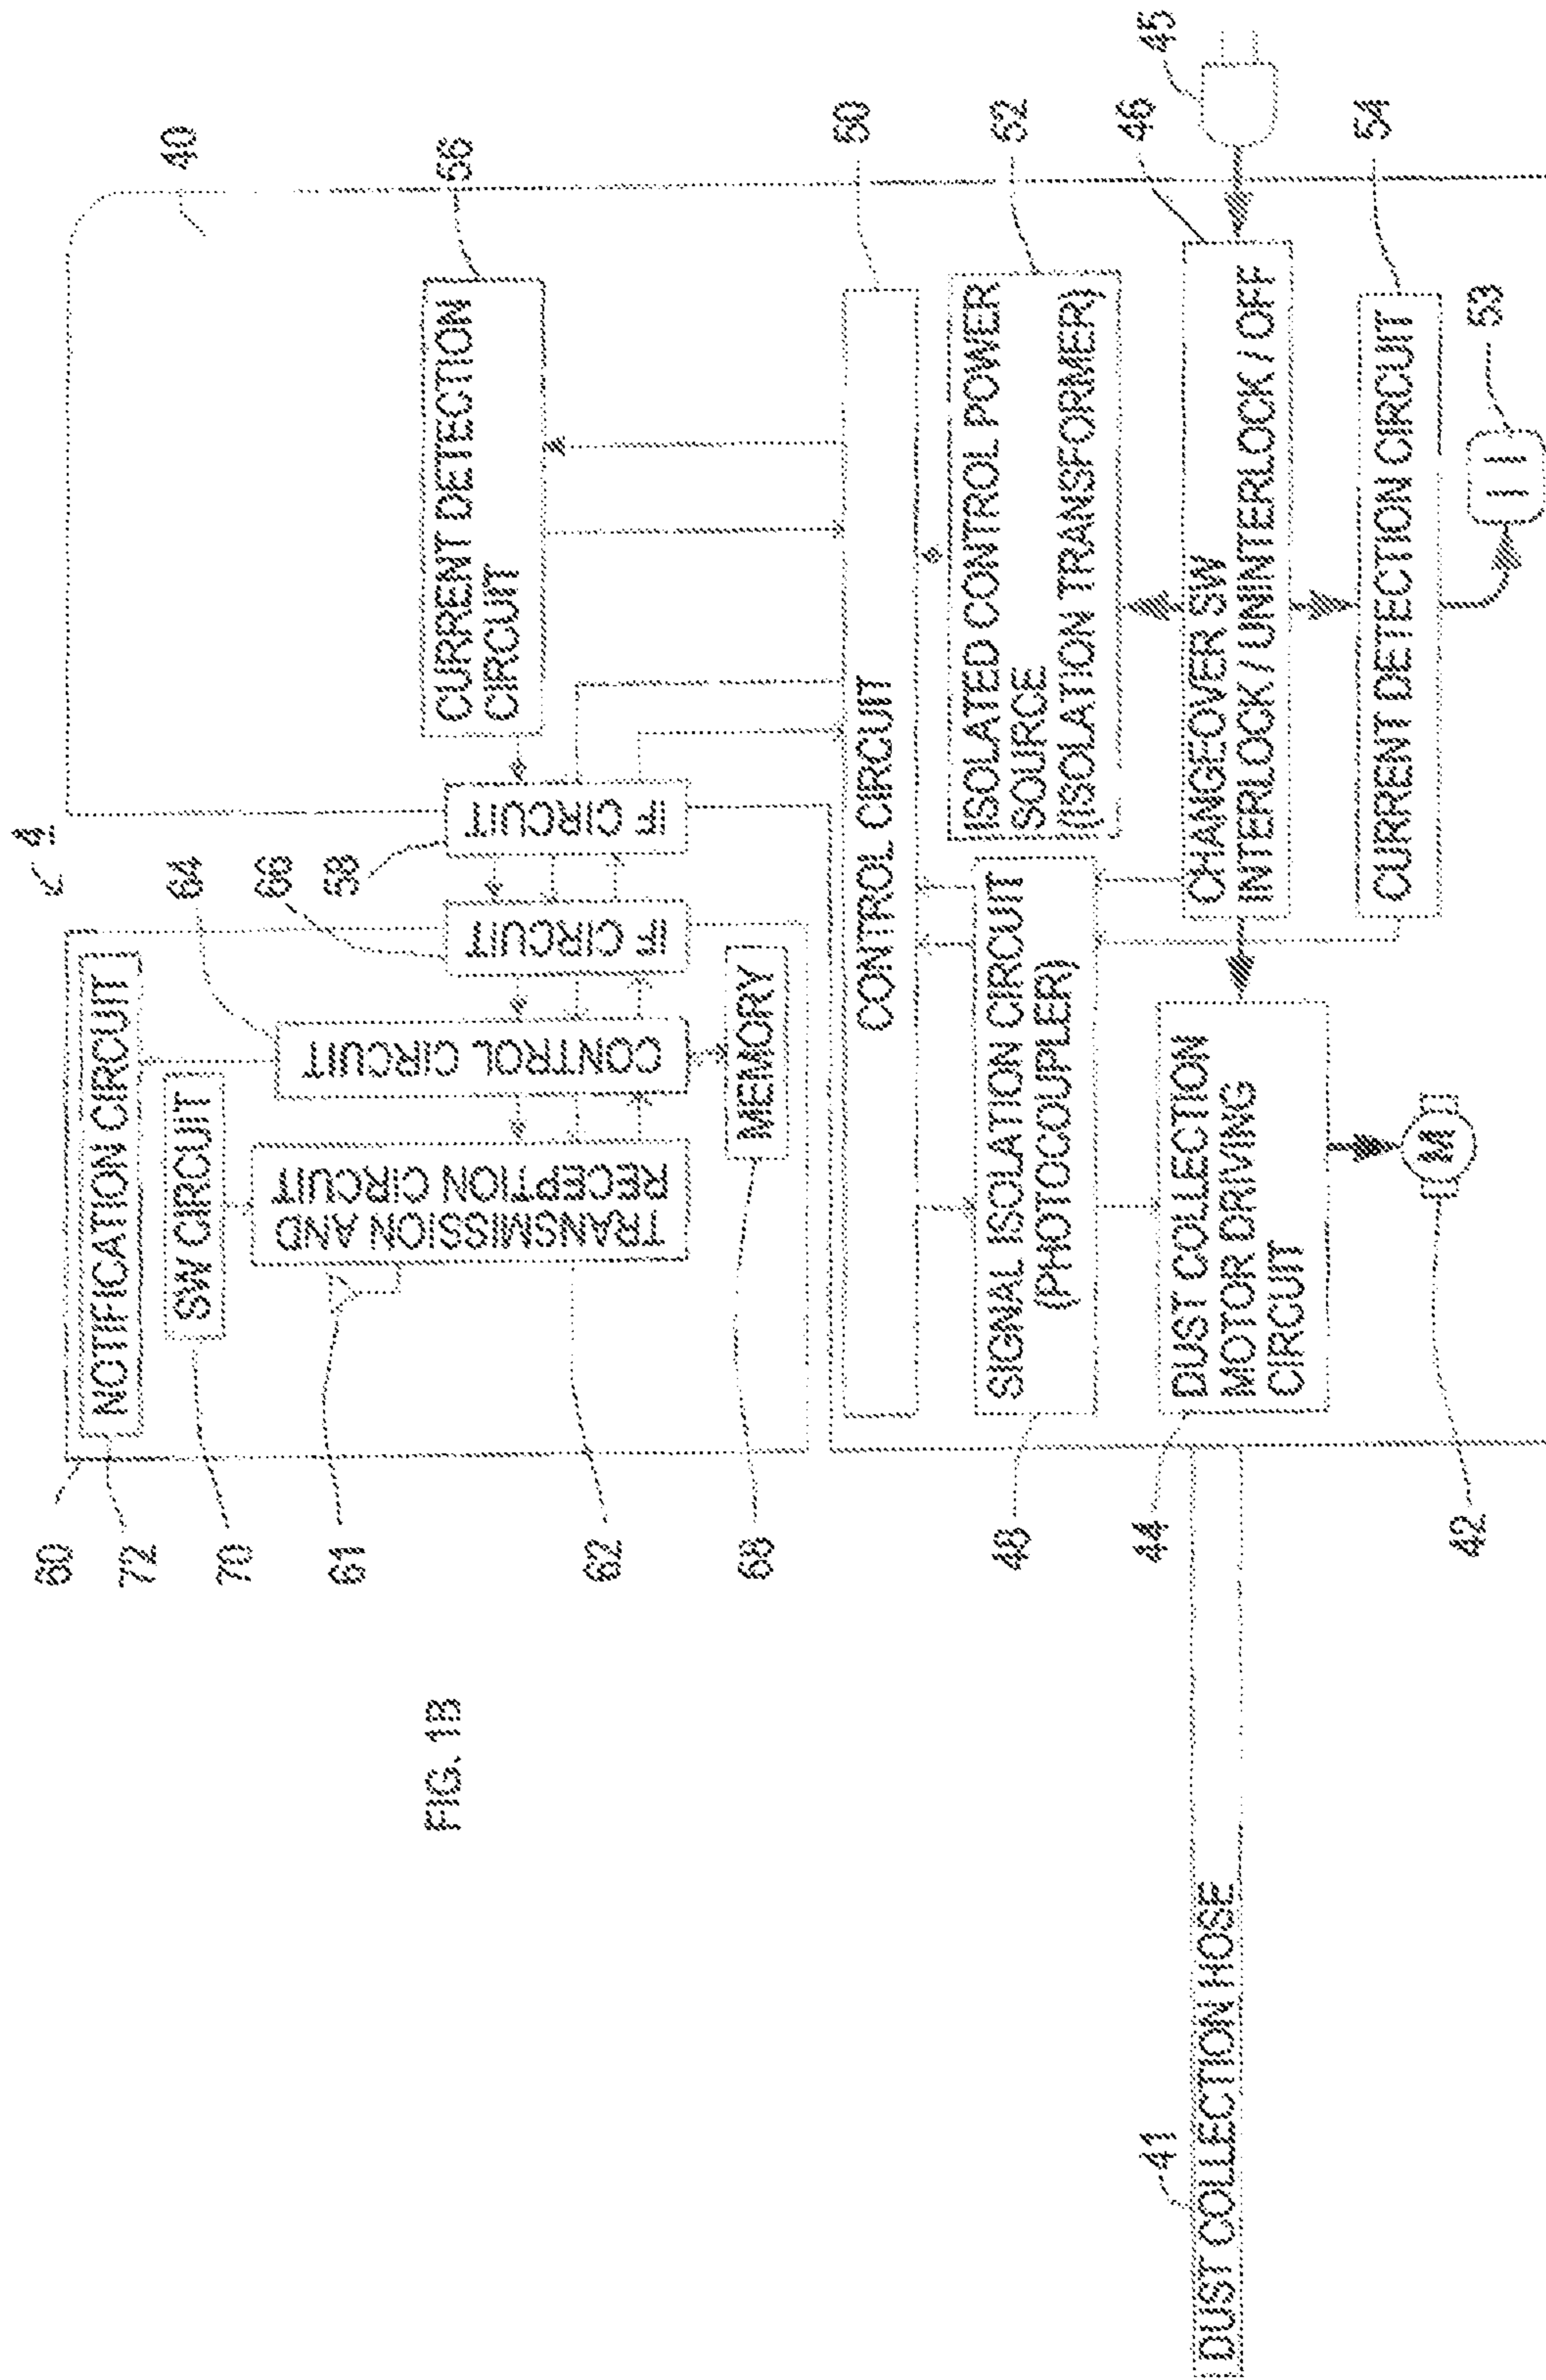 FIG. 1B
4
60
72
NOTIFICATION CIRCUIT
70
SW CIRCUIT
61
62
TRANSMISSION AND
RECEPTION CIRCUIT
64
CONTROL CIRCUIT
66
IF CIRCUIT
58
IF CIRCUIT
68
MEMORY
40
56
CURRENT DETECTION
CIRCUIT
50
CONTROL CIRCUIT
48
SIGNAL ISOLATION CIRCUIT
(PHOTOCOUPLER)
52
ISOLATED CONTROL POWER
SOURCE
(ISOLATION TRANSFORMER)
45
46
CHANGEOVER SW
INTERLOCK / UNINTERLOCK / OFF
44
DUST COLLECTION
MOTOR DRIVING
CIRCUIT
54
CURRENT DETECTION CIRCUIT
53
42
M
41
DUST COLLECTION HOSE